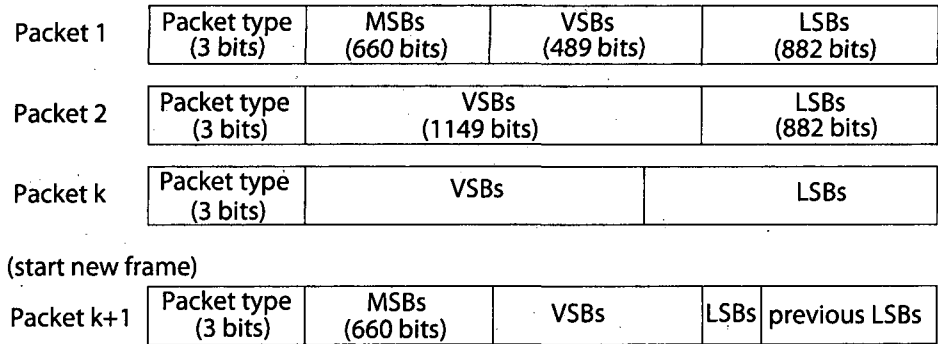 Packet 1
Packet type
(3 bits)
MSBs
(660 bits)
VSBs
(489 bits)
LSBs
(882 bits)
Packet 2
Packet type
(3 bits)
VSBs
(1149 bits)
LSBs
(882 bits)
Packet k
Packet type
(3 bits)
VSBs
LSBs
(start new frame)
Packet k+1
Packet type
(3 bits)
MSBs
(660 bits)
VSBs
LSBs
previous LSBs